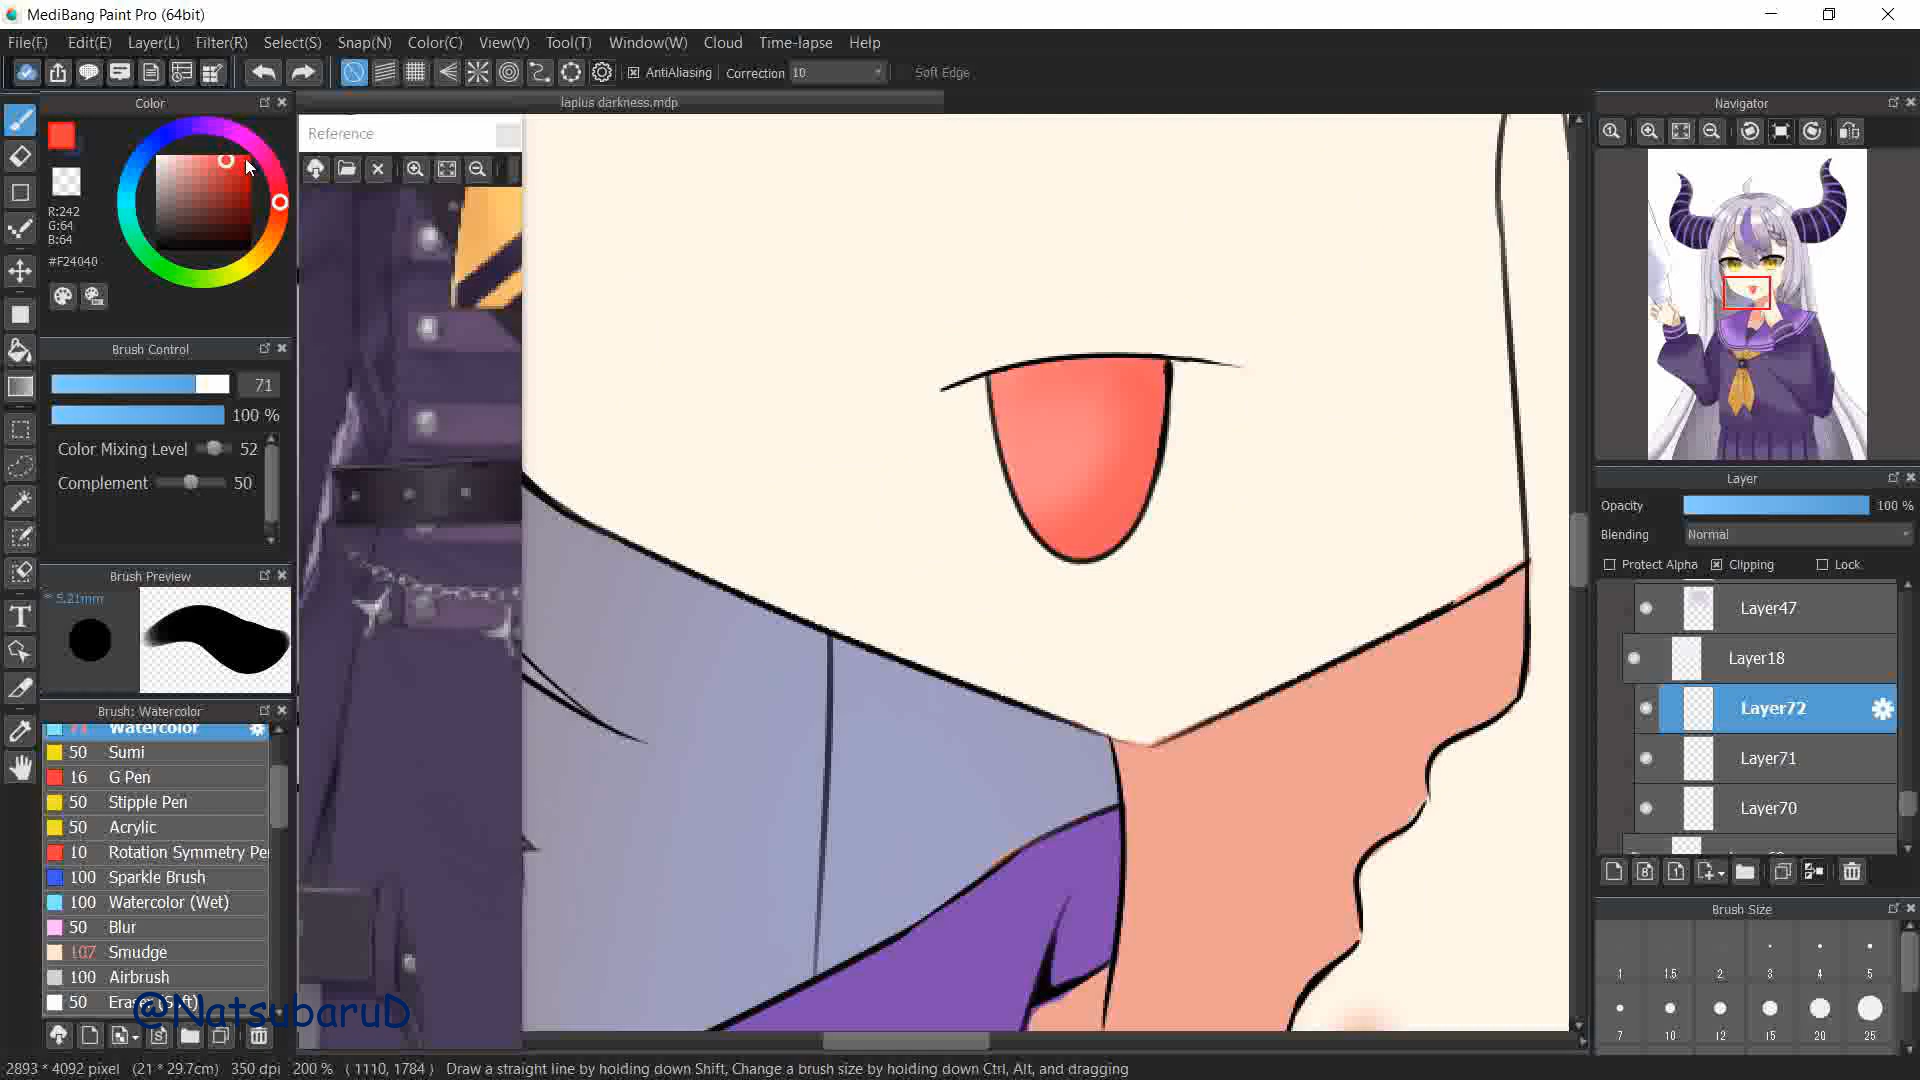 MediBang Paint Pro (64bit)
File(F) Edit(E) Layer(L) Filter(R) Select(S) Snap(N) Color(C) View(V) Tool(T) Window(W) Cloud Time-lapse Help
AntiAliasing Correction 10 Soft Edge
Color
laplus darkness.mdp
Navigator
Reference
R:242
G:64
B:64
#F24040
Brush Control
71
100 %
Color Mixing Level 52
Complement 50
Brush Preview
* 5.21mm
Brush: Watercolor
71 Watercolor
50 Sumi
16 G Pen
50 Stipple Pen
50 Acrylic
10 Rotation Symmetry Pe
100 Sparkle Brush
100 Watercolor (Wet)
50 Blur
107 Smudge
100 Airbrush
50 Eraser (Soft)
@NatsubaruD
Layer
Opacity 100 %
Blending Normal
Protect Alpha Clipping Lock
Layer47
Layer18
Layer72
Layer71
Layer70
Brush Size
1 1.5 2 3 4 5
7 10 12 15 20 25
2893 * 4092 pixel (21 * 29.7cm) 350 dpi 200 % ( 1110, 1784 ) Draw a straight line by holding down Shift, Change a brush size by holding down Ctrl, Alt, and dragging